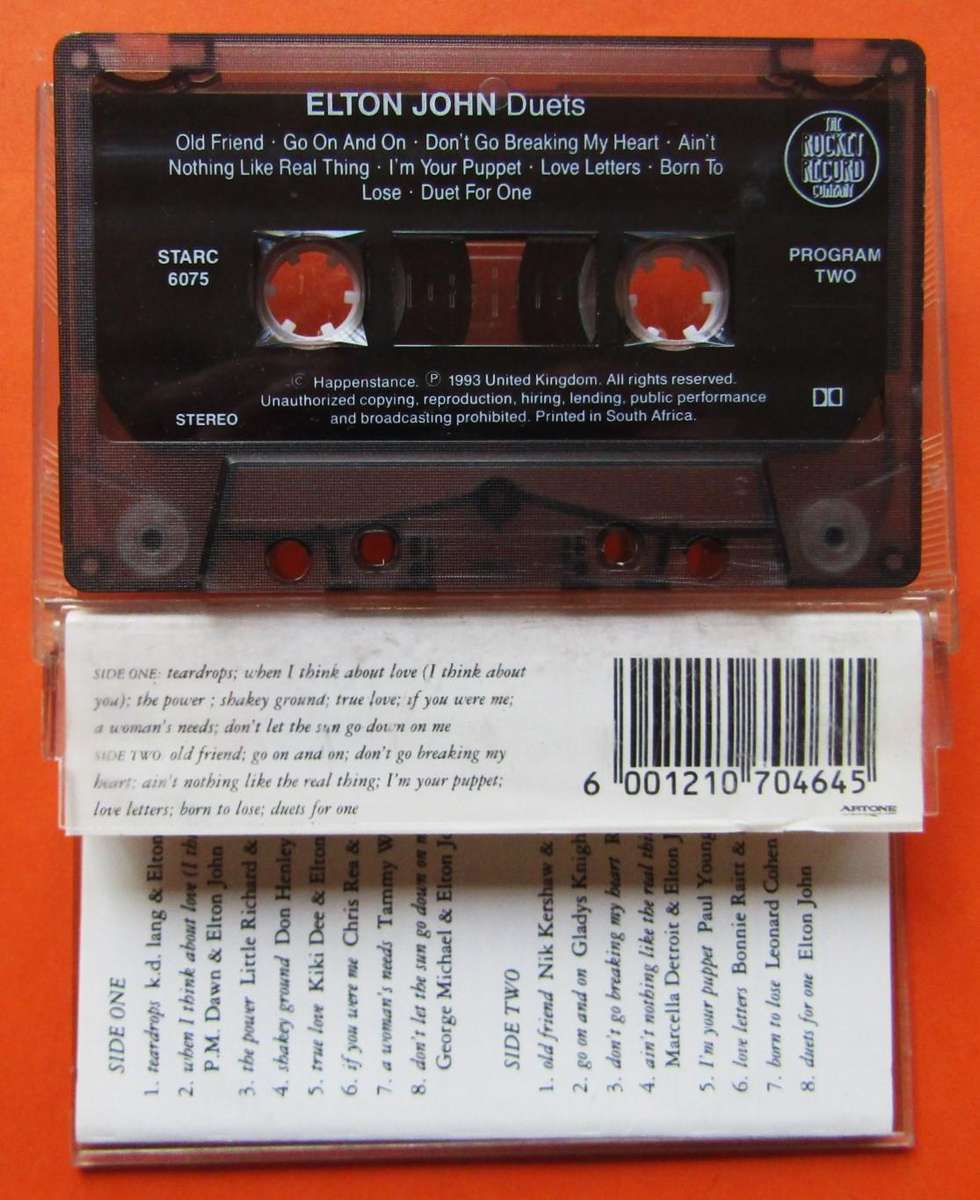 ELTON JOHN Duets
Old Friend · Go On And On · Don't Go Breaking My Heart · Ain't
Nothing Like Real Thing · I'm Your Puppet · Love Letters · Born To
Lose · Duet For One
THE
ROCKET
RECORD
COMPANY
STARC
6075
PROGRAM
TWO
© Happenstance. ℗ 1993 United Kingdom. All rights reserved.
Unauthorized copying, reproduction, hiring, lending, public performance
and broadcasting prohibited. Printed in South Africa.
STEREO
SIDE ONE: teardrops; when I think about love (I think about
you); the power ; shakey ground; true love; if you were me;
a woman's needs; don't let the sun go down on me
SIDE TWO: old friend; go on and on; don't go breaking my
heart; ain't nothing like the real thing; I'm your puppet;
love letters; born to lose; duets for one
6 001210 704645
ARTONE
SIDE ONE
1. teardrops k.d. lang & Elton
2. when I think about love (I
P.M. Dawn & Elton John
3. the power Little Richard &
4. shakey ground Don Henley
5. true love Kiki Dee & Elton
6. if you were me Chris Rea &
7. a woman's needs Tammy W
8. don't let the sun go down on
George Michael & Elton Jo
SIDE TWO
1. old friend Nik Kershaw &
2. go on and on Gladys Knigh
3. don't go breaking my heart R
4. ain't nothing like the real thi
Marcella Detroit & Elton J
5. I'm your puppet Paul Young
6. love letters Bonnie Raitt &
7. born to lose Leonard Cohen
8. duets for one Elton John